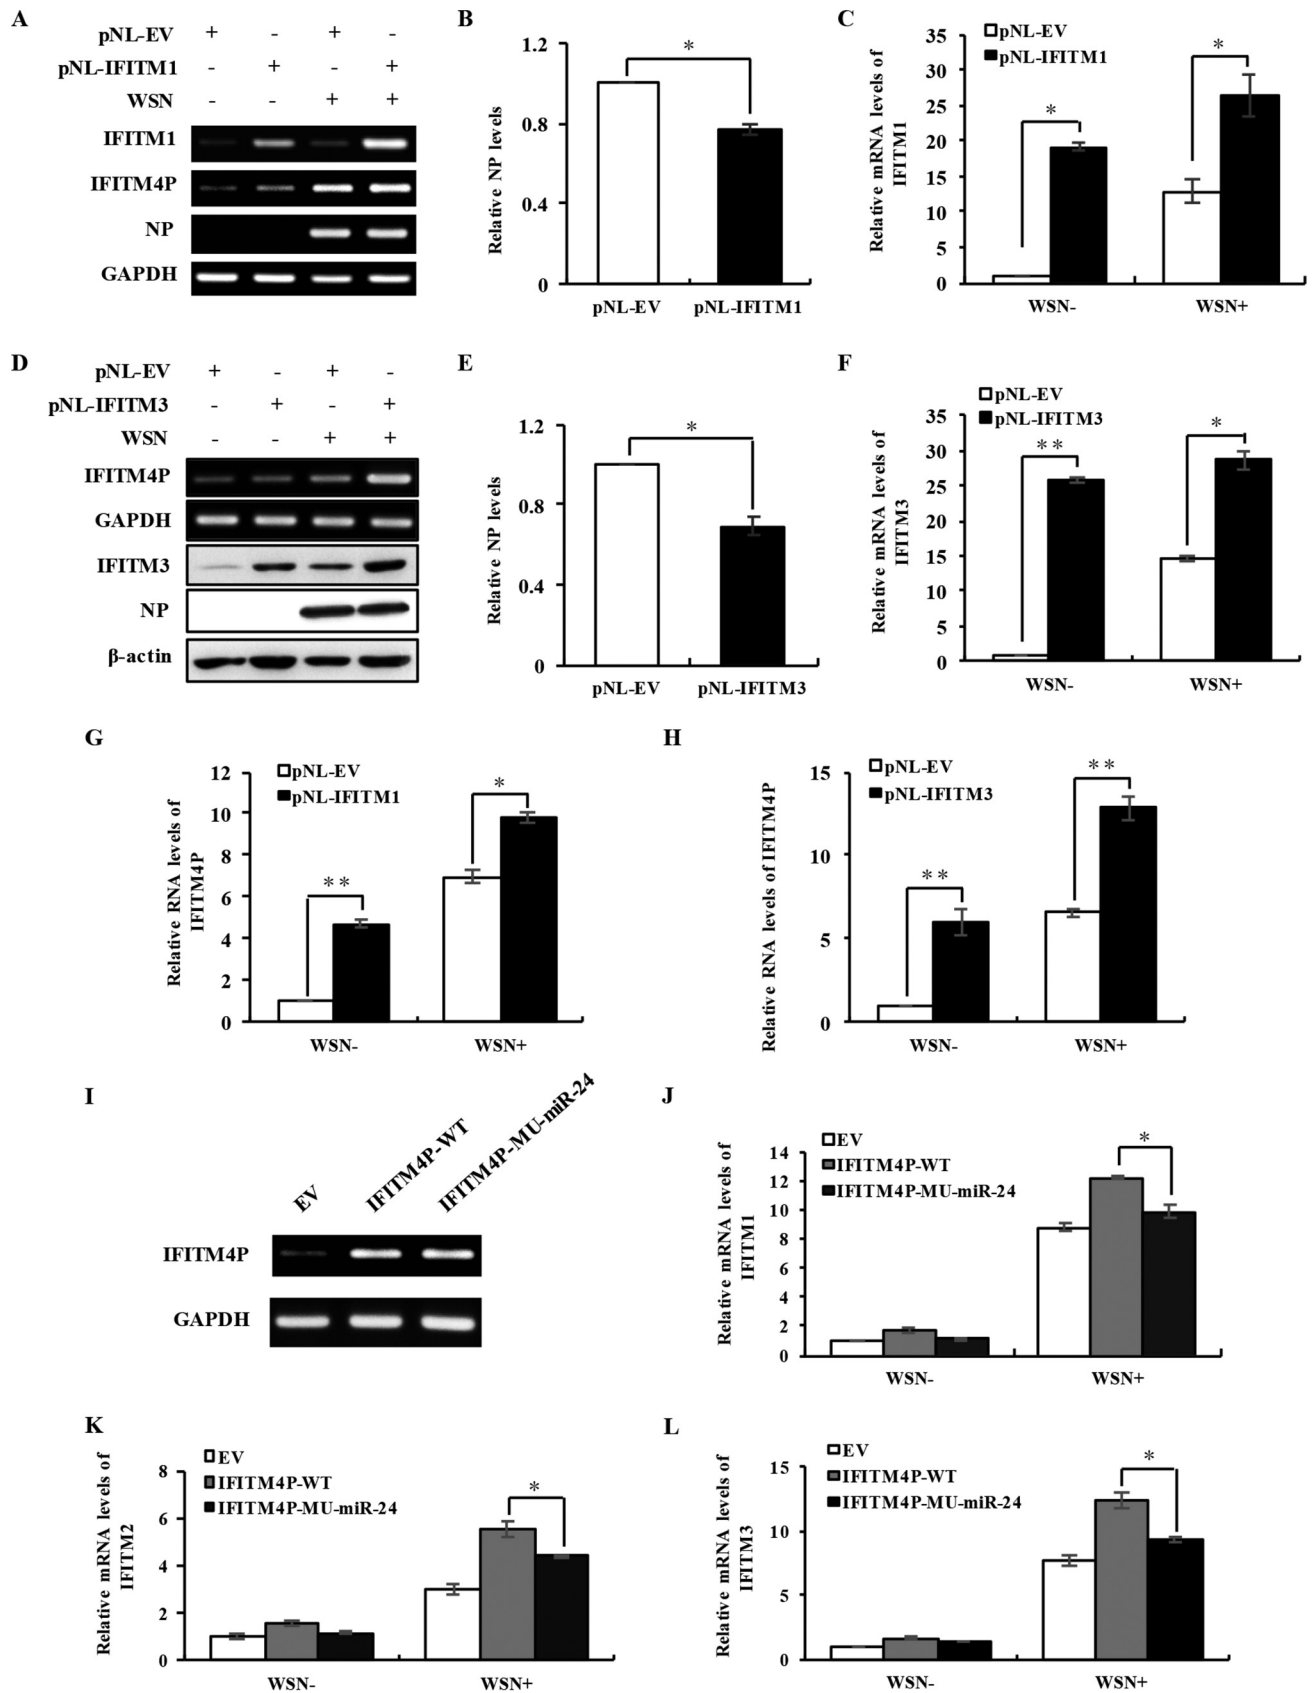 A
pNL-EV + - + -
pNL-IFITM1 - + - +
WSN - - + +
IFITM1
IFITM4P
NP
GAPDH
B
Relative NP levels
1.2
0.8
0.4
0
*
pNL-EV pNL-IFITM1
C
Relative mRNA levels of
IFITM1
35
30
25
20
15
10
5
0
pNL-EV
pNL-IFITM1
*
*
WSN- WSN+
D
pNL-EV + - + -
pNL-IFITM3 - + - +
WSN - - + +
IFITM4P
GAPDH
IFITM3
NP
β-actin
E
Relative NP levels
1.2
0.8
0.4
0
*
pNL-EV pNL-IFITM3
F
Relative mRNA levels of
IFITM3
35
30
25
20
15
10
5
0
pNL-EV
pNL-IFITM3
**
*
WSN- WSN+
G
Relative RNA levels of
IFITM4P
12
10
8
6
4
2
0
pNL-EV
pNL-IFITM1
**
*
WSN- WSN+
H
Relative RNA levels of IFITM4P
15
10
5
0
pNL-EV
pNL-IFITM3
**
**
WSN- WSN+
I
EV
IFITM4P-WT
IFITM4P-MU-miR-24
IFITM4P
GAPDH
J
Relative mRNA levels of
IFITM1
14
12
10
8
6
4
2
0
EV
IFITM4P-WT
IFITM4P-MU-miR-24
*
WSN- WSN+
K
Relative mRNA levels of
IFITM2
8
6
4
2
0
EV
IFITM4P-WT
IFITM4P-MU-miR-24
*
WSN- WSN+
L
Relative mRNA levels of
IFITM3
15
10
5
0
EV
IFITM4P-WT
IFITM4P-MU-miR-24
*
WSN- WSN+